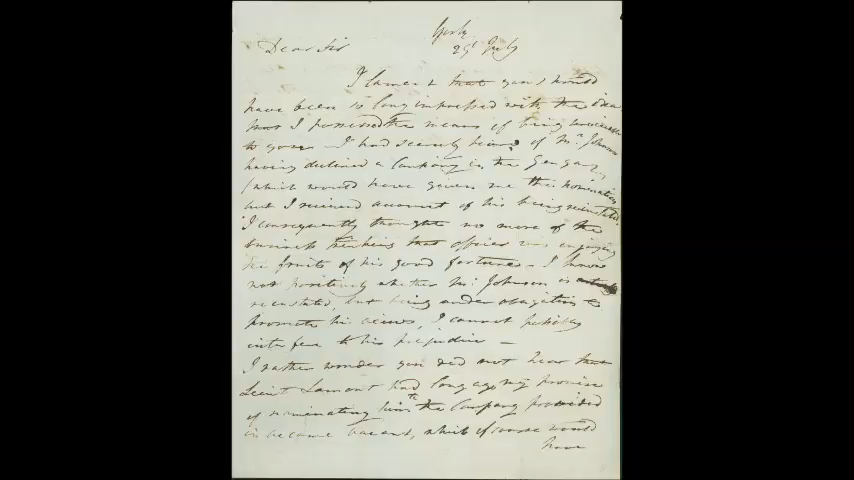 York
29th July
Dear Sir
I lament that you should
have been so long impressed with the idea
that I possessed the means of being serviceable
to you. I had scarcely heard of Mr. Johnson
having declined a Company in the Glengary
(which would have given me the nomination
but I received account of his being reinstated.
I consequently thought no more of the
business thinking that officer was enjoying
the fruits of his good fortune - I know
not positively whether Mr. Johnson is
reinstated, but being under obligation to
promote his views, I cannot possibly
interfere to his prejudice -
I rather wonder you did not hear that
Lieut Lamont had long ago my promise
of nominating him to the Company provided
it became vacant, which of course would
have